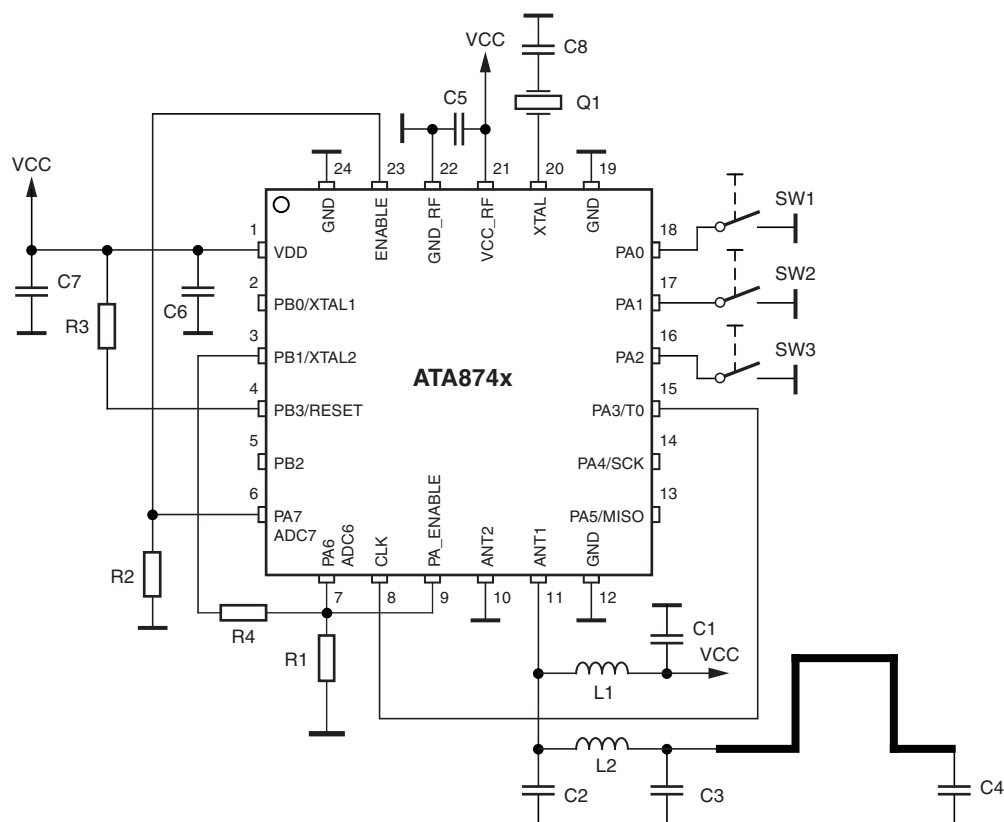 VCC
C8
C5
Q1
VCC
24
23
22
21
20
19
GND
ENABLE
GND_RF
VCC_RF
XTAL
GND
SW1
1
VDD
18
PA0
C7
C6
2
PB0/XTAL1
17
PA1
SW2
R3
3
PB1/XTAL2
16
PA2
SW3
ATA874x
4
PB3/RESET
15
PA3/T0
5
PB2
14
PA4/SCK
6
PA7
ADC7
13
PA5/MISO
PA6
ADC6
CLK
PA_ENABLE
ANT2
ANT1
GND
R2
7
8
9
10
11
12
R4
R1
C1
VCC
L1
L2
C2
C3
C4